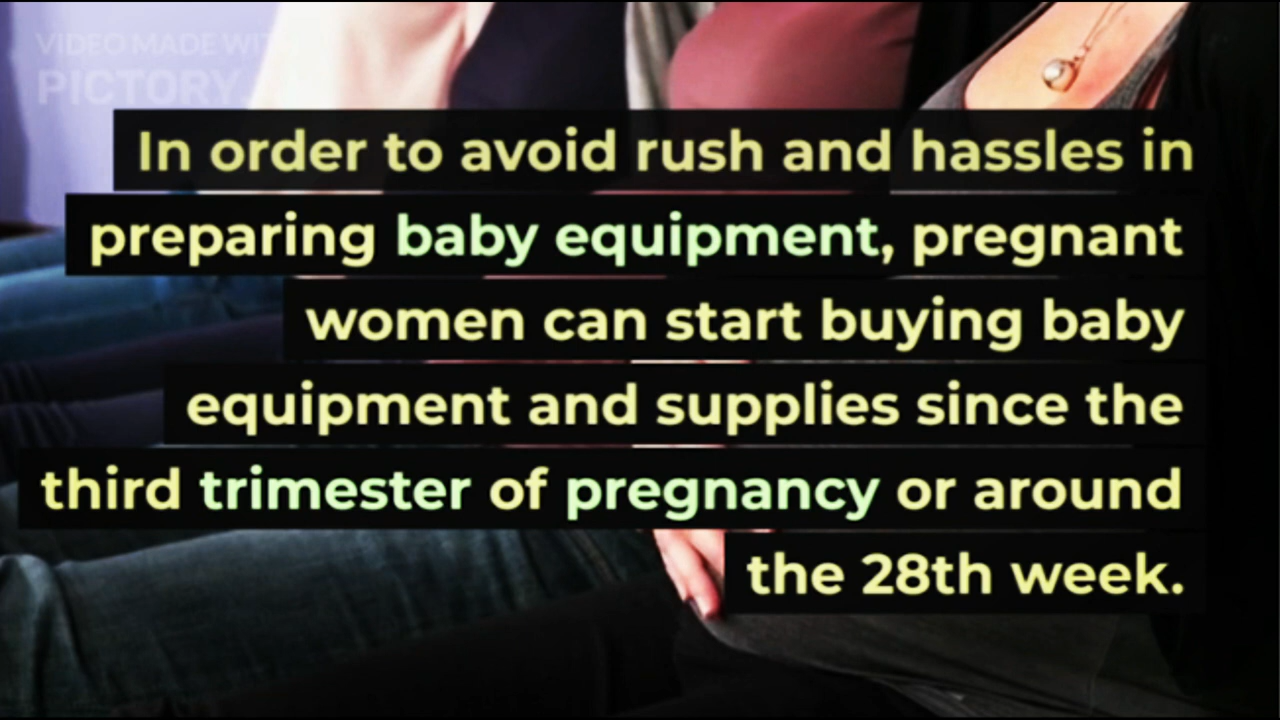 VIDEO MADE WIT
PICTORY.
In order to avoid rush and hassles in
preparing baby equipment, pregnant
women can start buying baby
equipment and supplies since the
third trimester of pregnancy or around
the 28th week.